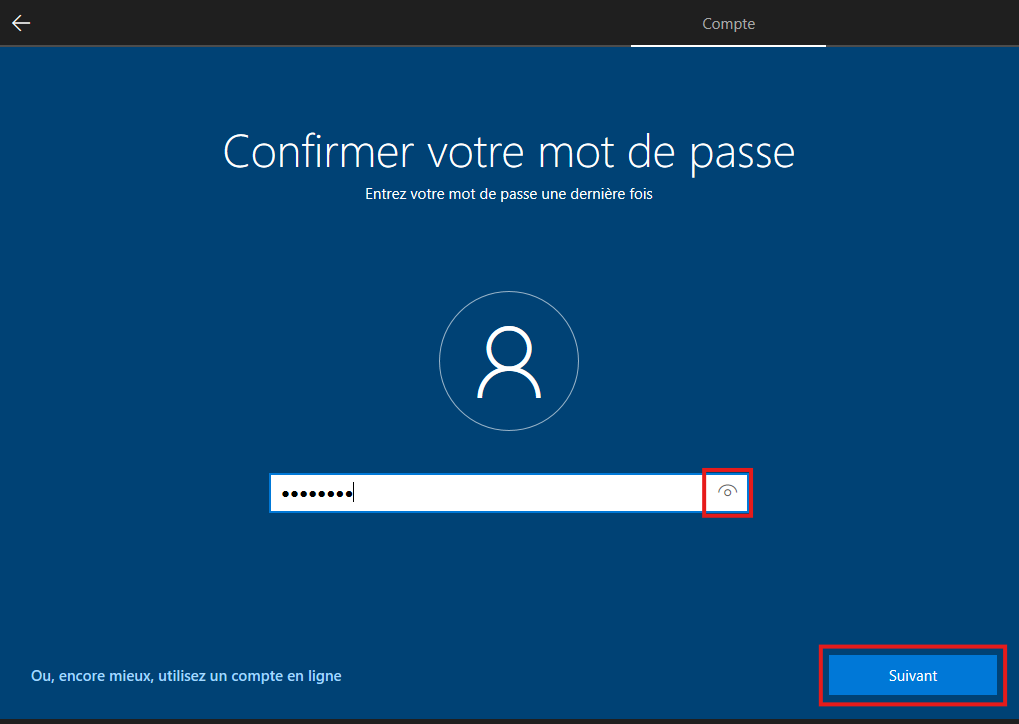 Compte
Confirmer votre mot de passe
Entrez votre mot de passe une dernière fois
••••••••
Ou, encore mieux, utilisez un compte en ligne
Suivant